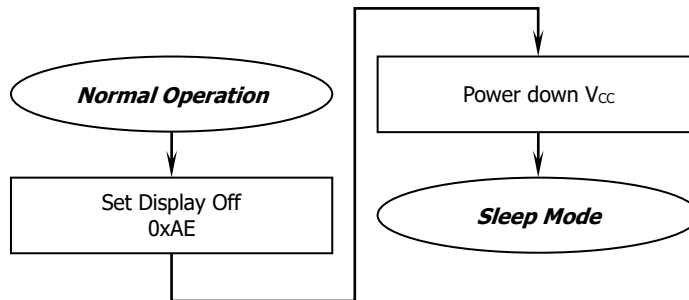 Normal Operation
Set Display Off
0xAE
Power down VCC
Sleep Mode